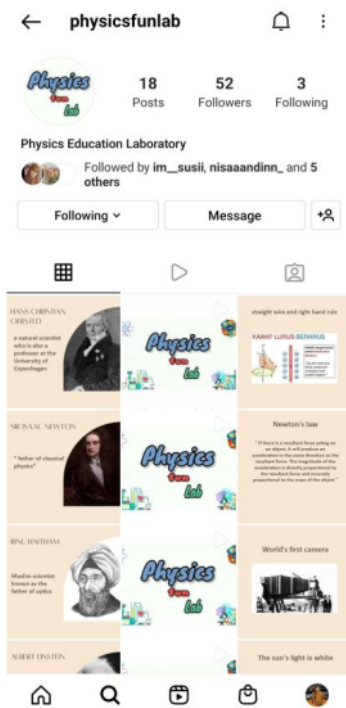 physicsfunlab
Physics
fun
Lab
18
Posts
52
Followers
3
Following
Physics Education Laboratory
Followed by im__susii, nisaaandinn_ and 5
others
Following
Message
HANS CHRISTIAN
OERSTED
a natural scientist
who is also a
professor at the
University of
Copenhagen
Physics
fun
Lab
straight wire and right hand rule
KAWAT LURUS BERARUS
SIR ISAAC NEWTON
" father of classical
physics"
Physics
fun
Lab
Newton's law
" If there is a resultant force acting on
an object, it will produce an
acceleration in the same direction as the
resultant force. The magnitude of the
acceleration is directly proportional to
the resultant force and inversely
proportional to the mass of the object "
IBNU HAITHAM
Muslim scientist
known as the
father of optics
Physics
fun
Lab
World's first camera
ALBERT EINSTEIN
The sun's light is white